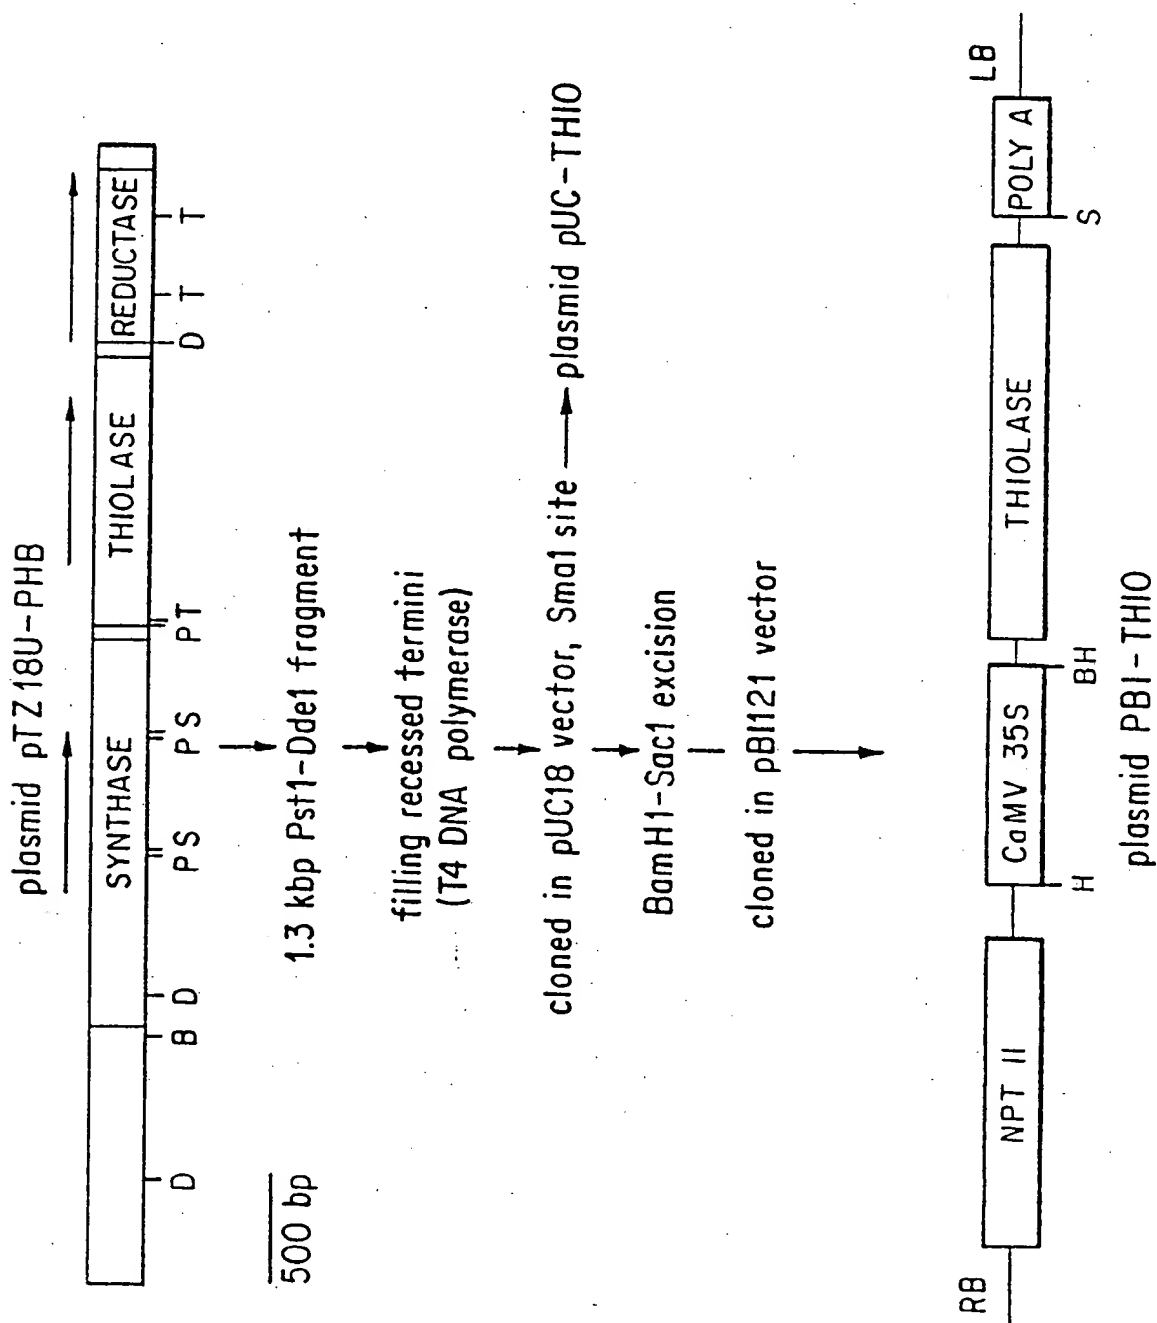 plasmid pTZ18U-PHB
SYNTHASE THIOLASE REDUCTASE
D B D PS PS PT D T T
500 bp
1.3 kbp Pst1-Dde1 fragment
filling recessed termini
(T4 DNA polymerase)
cloned in pUC18 vector, Sma1 site plasmid pUC-THIO
BamH1-Sac1 excision
cloned in pBI121 vector
RB NPT II CaMV 35S THIOLASE POLY A LB
H BH S
plasmid PBI-THIO